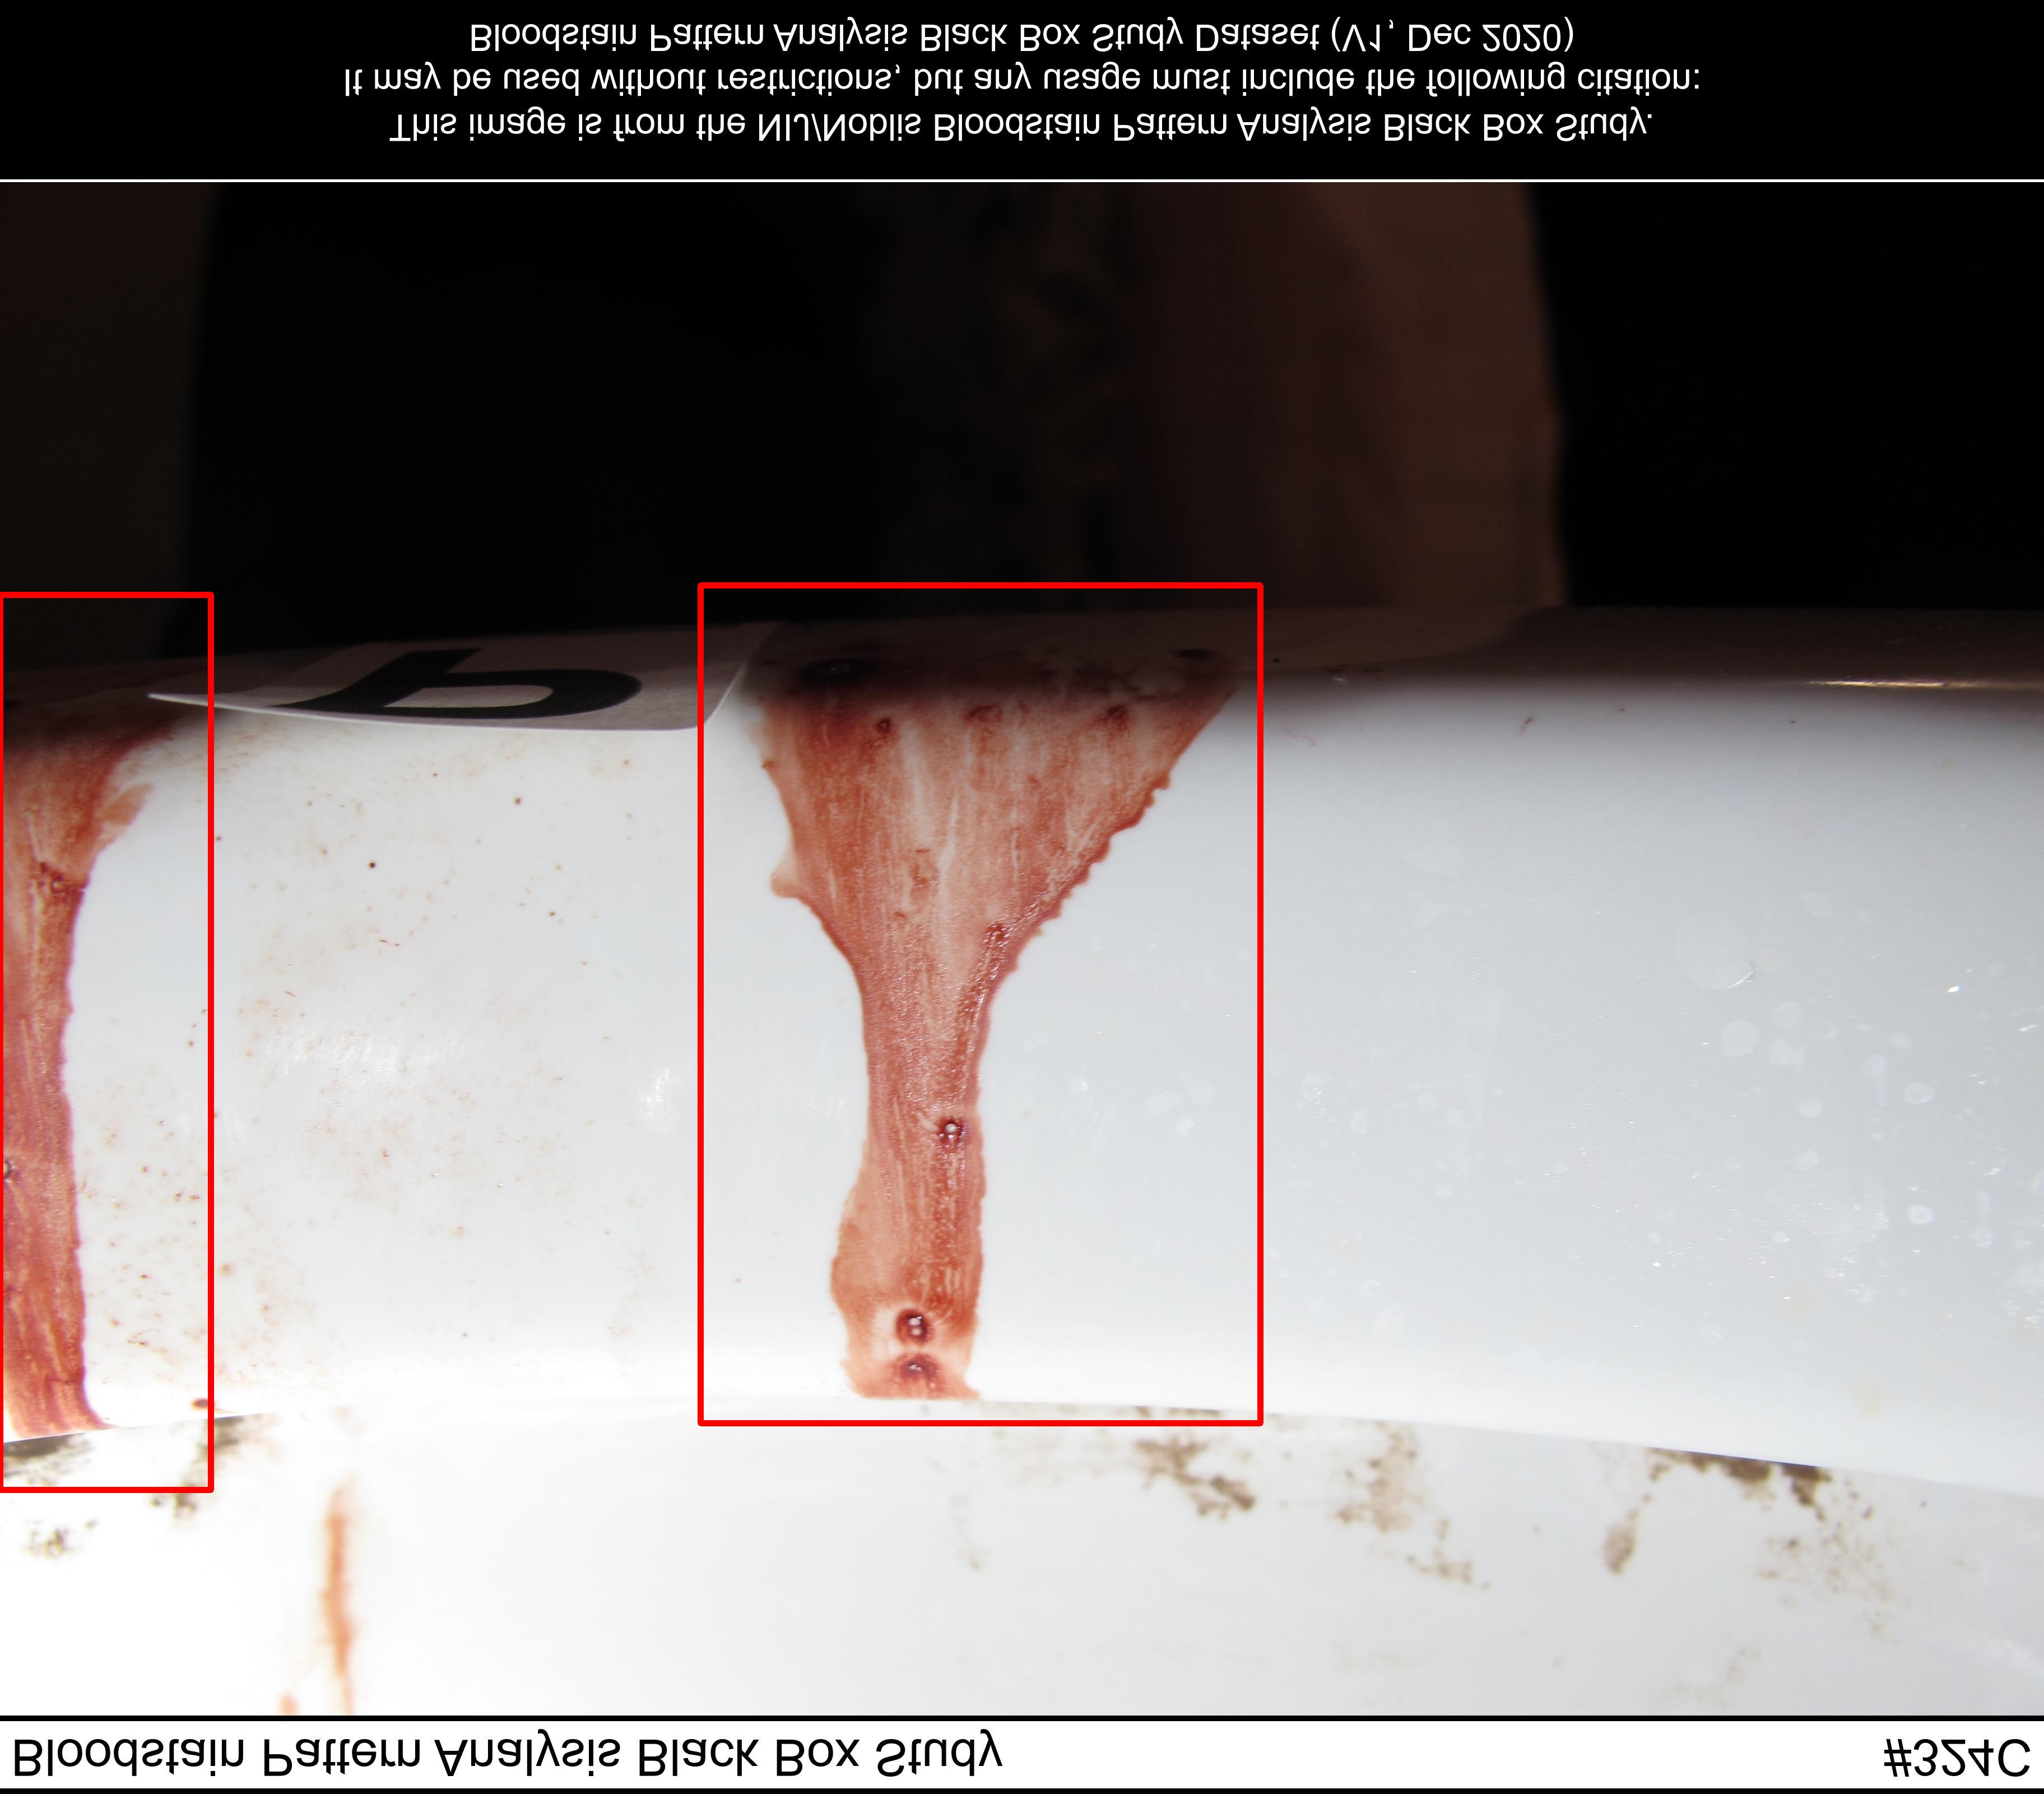 Bloodstain Pattern Analysis Black Box Study
#324C
This image is from the NIJ/Noblis Bloodstain Pattern Analysis Black Box Study.
It may be used without restrictions, but any usage must include the following citation:
Bloodstain Pattern Analysis Black Box Study Dataset (V1, Dec 2020)